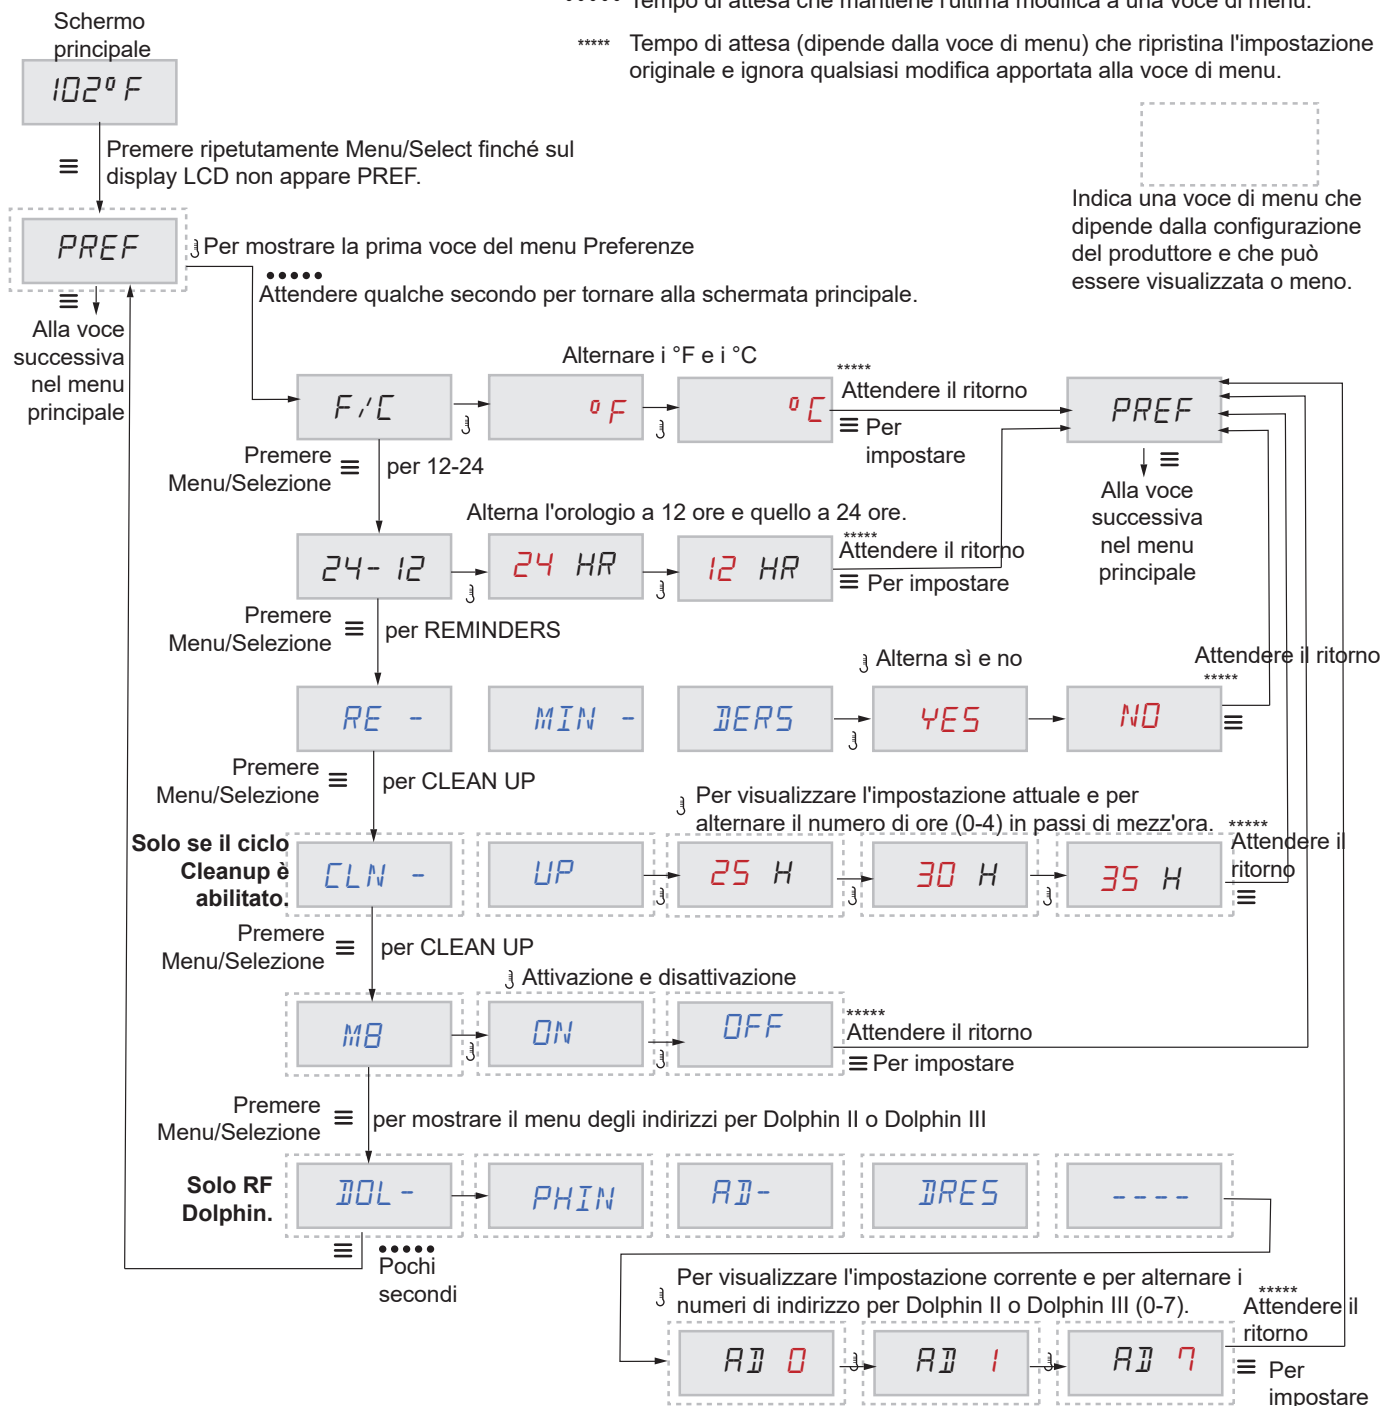 Tempo di attesa che mantiene l'ultima modifica a una voce di menu.
***** Tempo di attesa (dipende dalla voce di menu) che ripristina l'impostazione
originale e ignora qualsiasi modifica apportata alla voce di menu.
Schermo
principale
102° F
Premere ripetutamente Menu/Select finché sul
display LCD non appare PREF.
Indica una voce di menu che
dipende dalla configurazione
del produttore e che può
essere visualizzata o meno.
PREF
Per mostrare la prima voce del menu Preferenze
Attendere qualche secondo per tornare alla schermata principale.
Alla voce
successiva
nel menu
principale
Alternare i °F e i °C
F/C
°F
°C
*****
Attendere il ritorno
Per
impostare
PREF
Alla voce
successiva
nel menu
principale
Premere
Menu/Selezione
per 12-24
Alterna l'orologio a 12 ore e quello a 24 ore.
24-12
24 HR
12 HR
*****
Attendere il ritorno
Per impostare
Premere
Menu/Selezione
per REMINDERS
Alterna sì e no
Attendere il ritorno
*****
RE -
MIN -
DERS
YES
NO
Premere
Menu/Selezione
per CLEAN UP
Per visualizzare l'impostazione attuale e per
alternare il numero di ore (0-4) in passi di mezz'ora.
*****
Attendere il
ritorno
Solo se il ciclo
Cleanup è
abilitato.
CLN -
UP
25 H
30 H
35 H
Premere
Menu/Selezione
per CLEAN UP
Attivazione e disattivazione
M8
ON
OFF
*****
Attendere il ritorno
Per impostare
Premere
Menu/Selezione
per mostrare il menu degli indirizzi per Dolphin II o Dolphin III
Solo RF
Dolphin.
DOL-
PHIN
AD-
DRES
----
Pochi
secondi
Per visualizzare l'impostazione corrente e per alternare i
numeri di indirizzo per Dolphin II o Dolphin III (0-7).
*****
Attendere il
ritorno
AD 0
AD 1
AD 7
Per
impostare